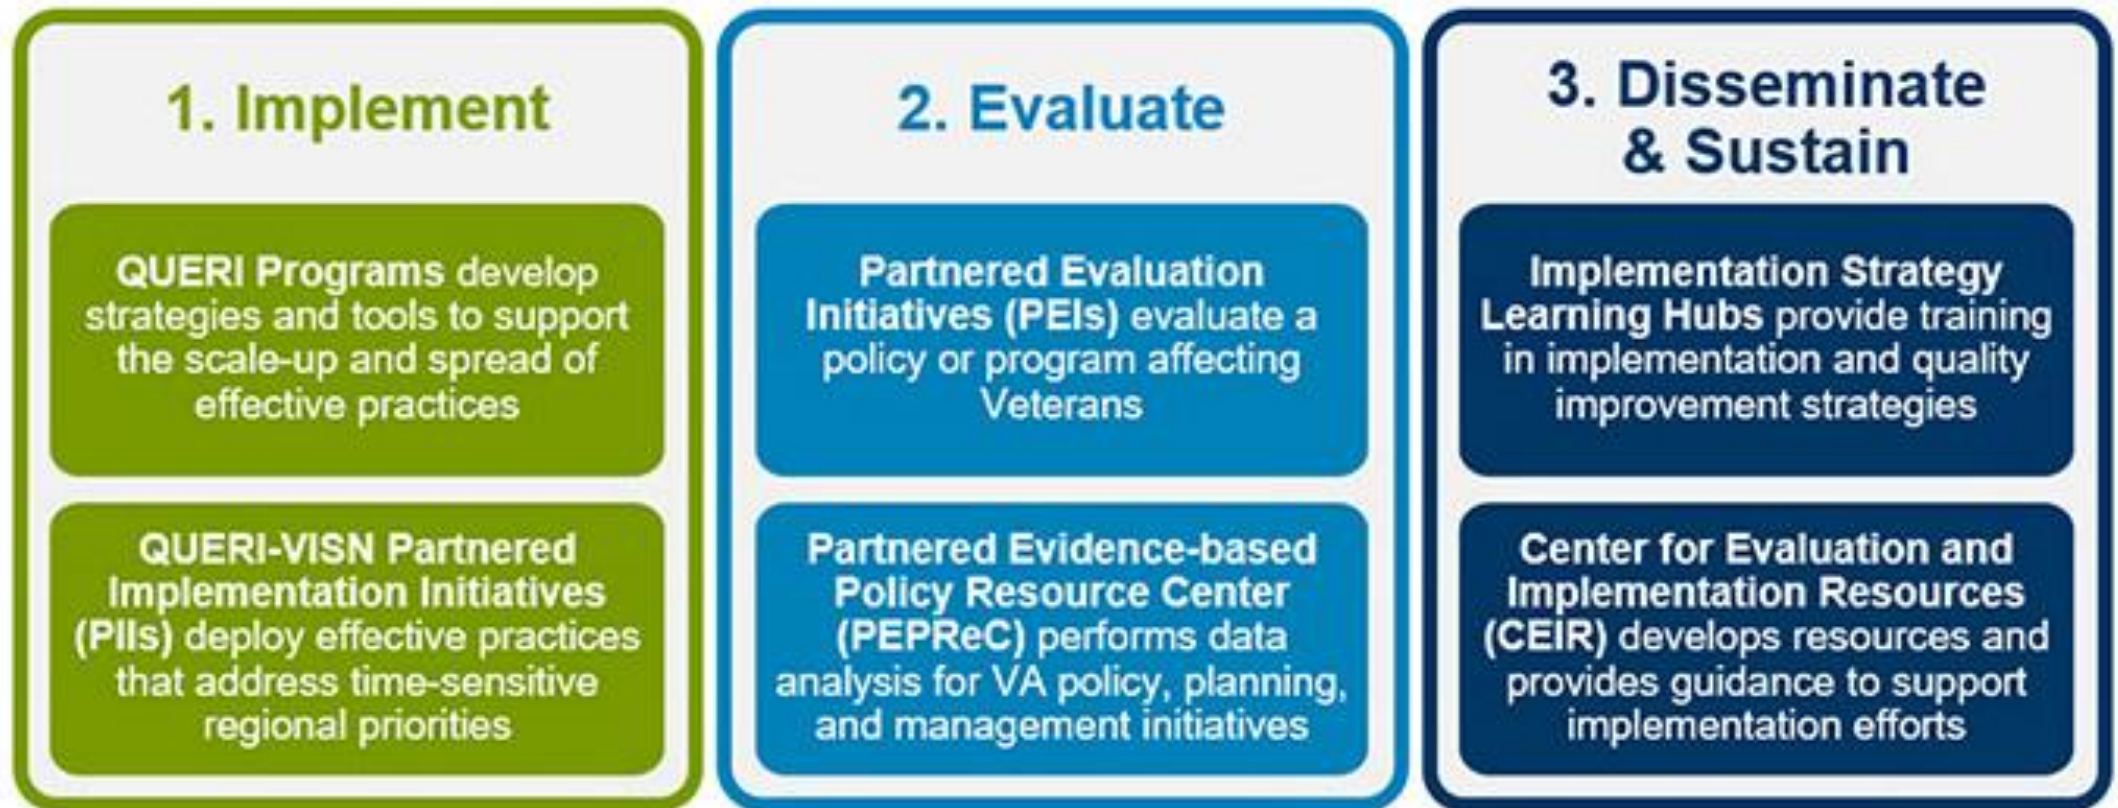 1. Implement
QUERI Programs develop
strategies and tools to support
the scale-up and spread of
effective practices
QUERI-VISN Partnered
Implementation Initiatives
(PIIs) deploy effective practices
that address time-sensitive
regional priorities
2. Evaluate
Partnered Evaluation
Initiatives (PEIs) evaluate a
policy or program affecting
Veterans
Partnered Evidence-based
Policy Resource Center
(PEPReC) performs data
analysis for VA policy, planning,
and management initiatives
3. Disseminate
& Sustain
Implementation Strategy
Learning Hubs provide training
in implementation and quality
improvement strategies
Center for Evaluation and
Implementation Resources
(CEIR) develops resources and
provides guidance to support
implementation efforts